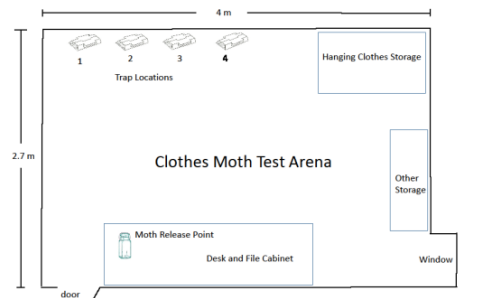 4 m
1
2
3
4
Trap Locations
Hanging Clothes Storage
2.7 m
Clothes Moth Test Arena
Other
Storage
Moth Release Point
Desk and File Cabinet
Window
door